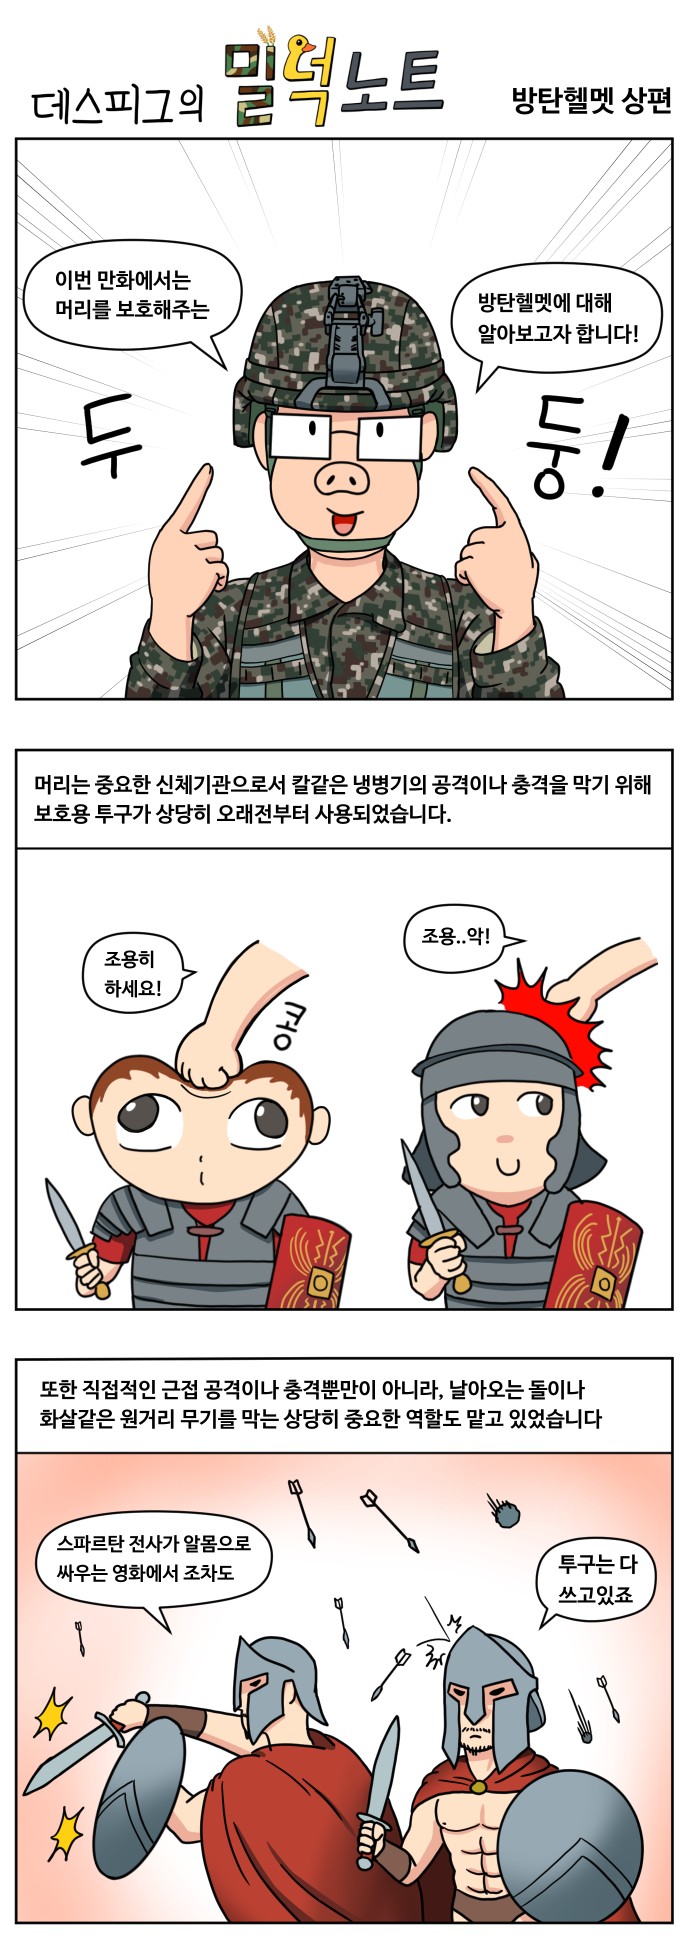 데스피그의 밀덕노트
방탄헬멧 상편
이번 만화에서는
머리를 보호해주는
방탄헬멧에 대해
알아보고자 합니다!
두
둥!
머리는 중요한 신체기관으로서 칼같은 냉병기의 공격이나 충격을 막기 위해
보호용 투구가 상당히 오래전부터 사용되었습니다.
조용히
하세요!
콩
조용..악!
또한 직접적인 근접 공격이나 충격뿐만이 아니라, 날아오는 돌이나
화살같은 원거리 무기를 막는 상당히 중요한 역할도 맡고 있었습니다
스파르탄 전사가 알몸으로
싸우는 영화에서 조차도
투구는 다
쓰고있죠